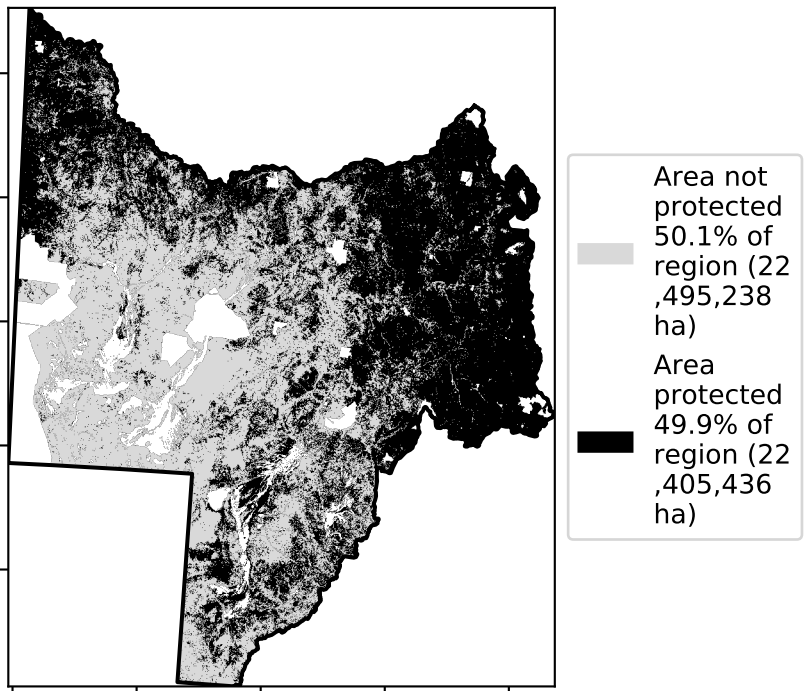 Area not
protected
50.1% of
region (22
,495,238
ha)
Area
protected
49.9% of
region (22
,405,436
ha)